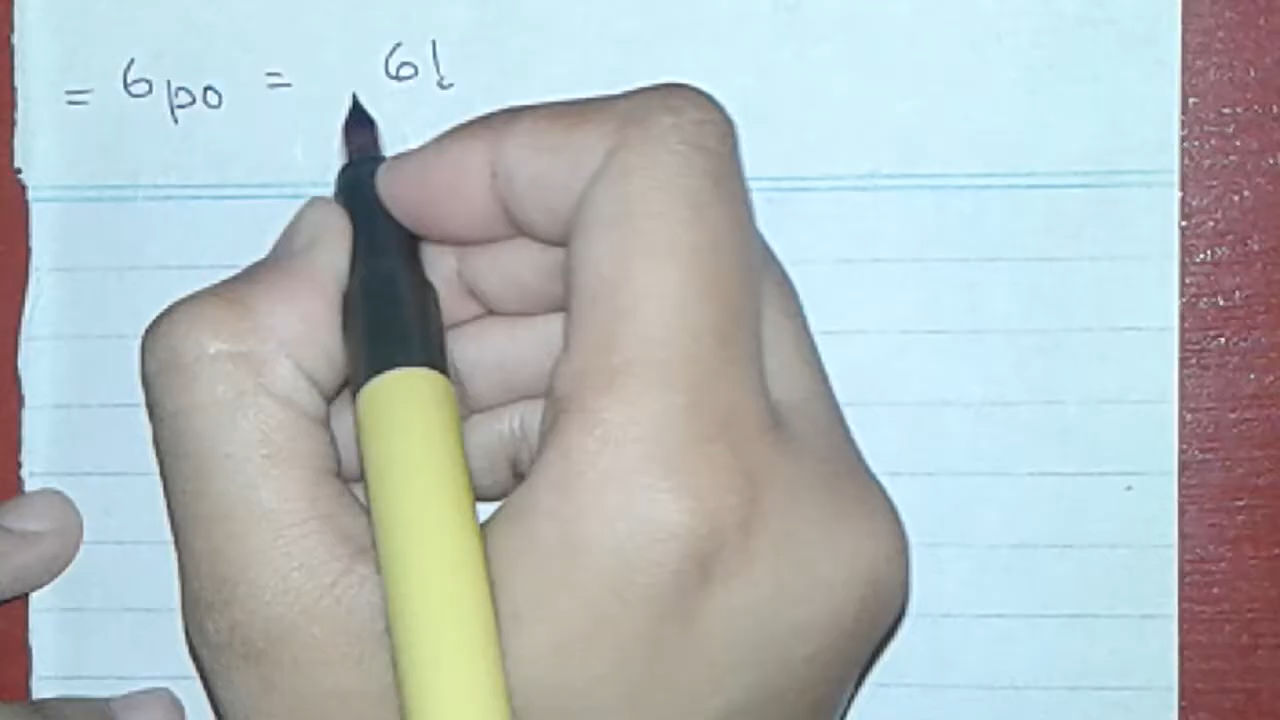 = 6p0 = 6!